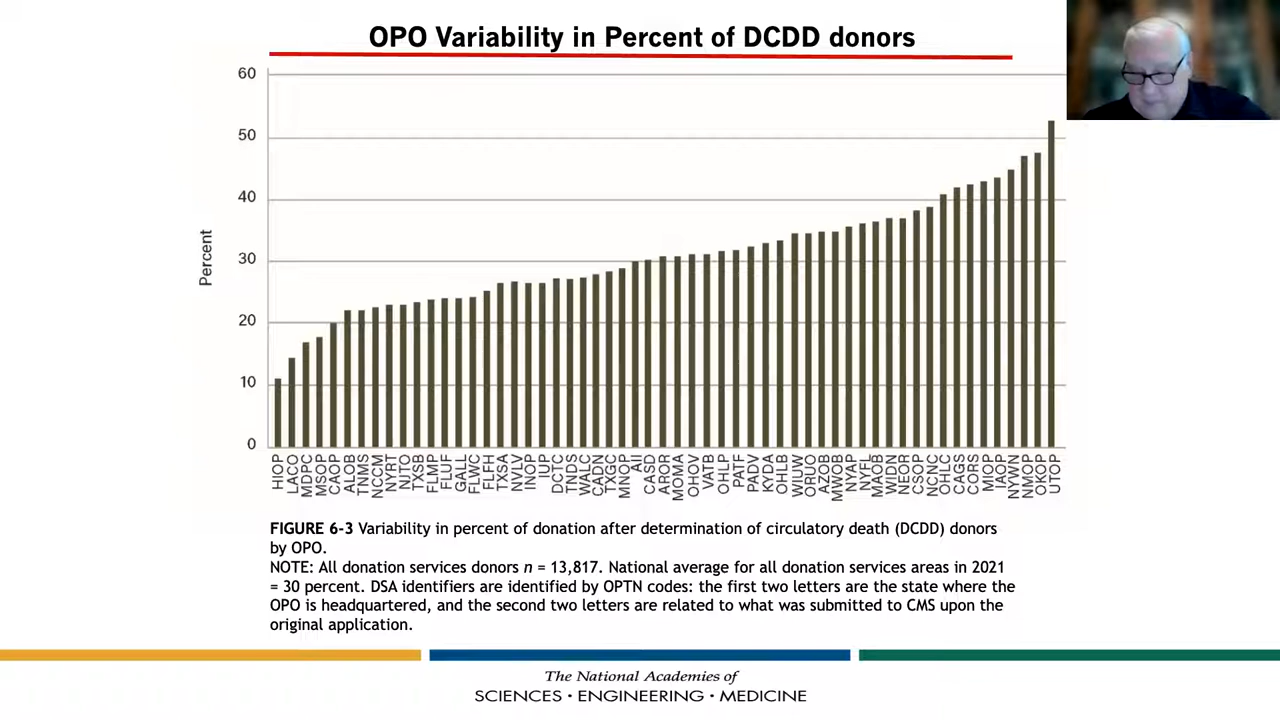 OPO Variability in Percent of DCDD donors
60
50
40
30
20
10
0
Percent
HIOP
LACO
MDPC
MSOP
CAOP
ALOB
TNMS
NCCM
NYRT
NJTO
TXSB
FLMP
FLUF
GALL
FLWC
FLFH
TXSA
NVLV
INOP
ILIP
DCTC
TNDS
WALC
CADN
TXGC
MNOP
All
CASD
AROR
MOMA
OHOV
VATB
OHLP
PATF
PADV
KYDA
OHLB
WIUW
ORUO
AZOB
MWOB
NYAP
NYFL
MAOB
WIDN
NEOR
CSOP
NCNC
OHLC
CAGS
CORS
MIOP
IAOP
NYWN
NMOP
OKOP
UTOP
FIGURE 6-3 Variability in percent of donation after determination of circulatory death (DCDD) donors
by OPO.
NOTE: All donation services donors n = 13,817. National average for all donation services areas in 2021
= 30 percent. DSA identifiers are identified by OPTN codes: the first two letters are the state where the
OPO is headquartered, and the second two letters are related to what was submitted to CMS upon the
original application.
The National Academies of
SCIENCES • ENGINEERING • MEDICINE